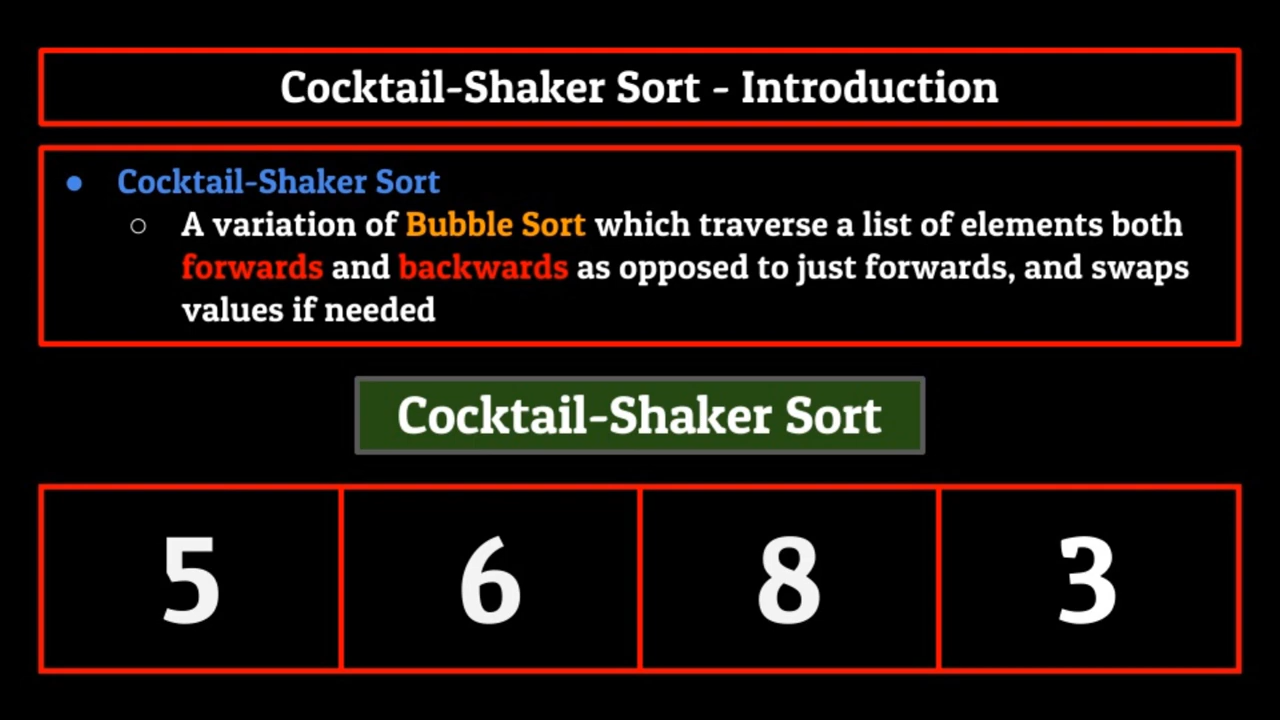 Cocktail-Shaker Sort - Introduction
● Cocktail-Shaker Sort
○ A variation of Bubble Sort which traverse a list of elements both
forwards and backwards as opposed to just forwards, and swaps
values if needed
Cocktail-Shaker Sort
5 6 8 3